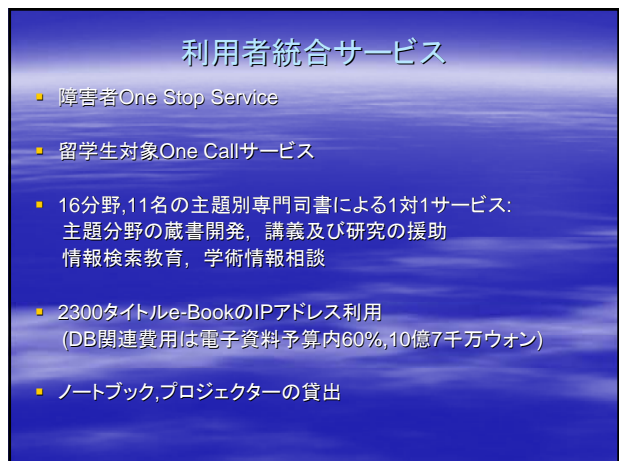 利用者統合サービス
障害者One Stop Service
留学生対象One Callサービス
16分野,11名の主題別専門司書による1対1サービス:
主題分野の蔵書開発, 講義及び研究の援助
情報検索教育, 学術情報相談
2300タイトルe-BookのIPアドレス利用
(DB関連費用は電子資料予算内60%,10億7千万ウォン)
ノートブック,プロジェクターの貸出